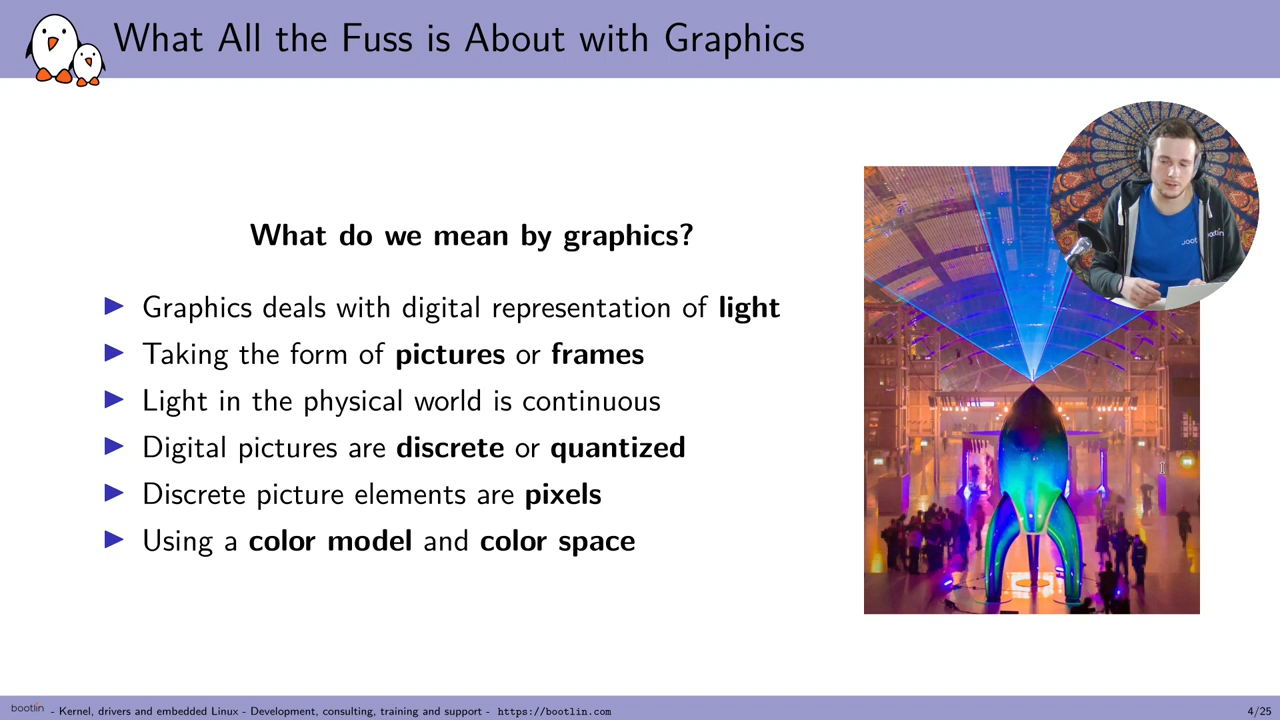 What All the Fuss is About with Graphics
What do we mean by graphics?
Graphics deals with digital representation of light
Taking the form of pictures or frames
Light in the physical world is continuous
Digital pictures are discrete or quantized
Discrete picture elements are pixels
Using a color model and color space
bootlin - Kernel, drivers and embedded Linux - Development, consulting, training and support - https://bootlin.com
4/25